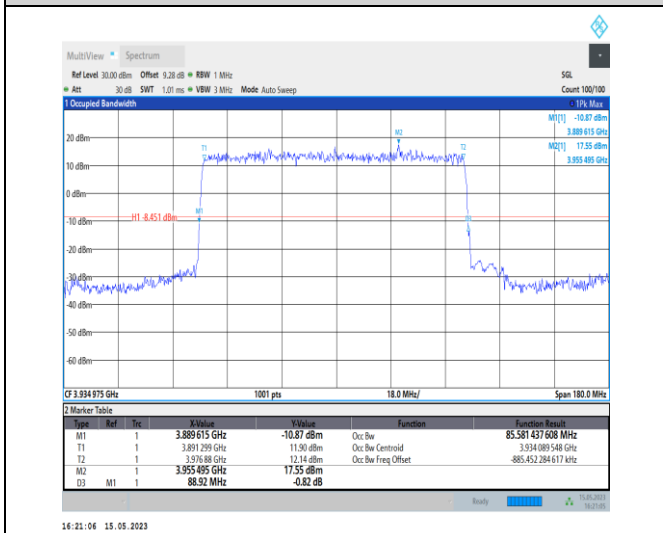 MultiView Spectrum
Ref Level 30.00 dBm Offset 9.28 dB RBW 1 MHz SGL
Att 30 dB SWT 1.01 ms VBW 3 MHz Mode Auto Sweep Count 100/100
1 Occupied Bandwidth 1Pk Max
M1[1] -10.87 dBm
3.889 615 GHz
M2[1] 17.55 dBm
3.955 495 GHz
20 dBm
T1
M2
T2
10 dBm
0 dBm
M1
H1 -8.451 dBm
-10 dBm
-30 dBm
-40 dBm
-50 dBm
-60 dBm
CF 3.934 975 GHz 1001 pts 18.0 MHz/ Span 180.0 MHz
2 Marker Table
Type Ref Trc X-Value Y-Value Function Function Result
M1 1 3.889 615 GHz -10.87 dBm Occ Bw 85.581 437 608 MHz
T1 1 3.891 299 GHz 11.90 dBm Occ Bw Centroid 3.934 089 548 GHz
T2 1 3.976 88 GHz 12.14 dBm Occ Bw Freq Offset -885.452 284 617 kHz
M2 1 3.955 495 GHz 17.55 dBm
D3 M1 1 88.92 MHz -0.82 dB
Ready 15.05.2023
16:21:05
16:21:06 15.05.2023